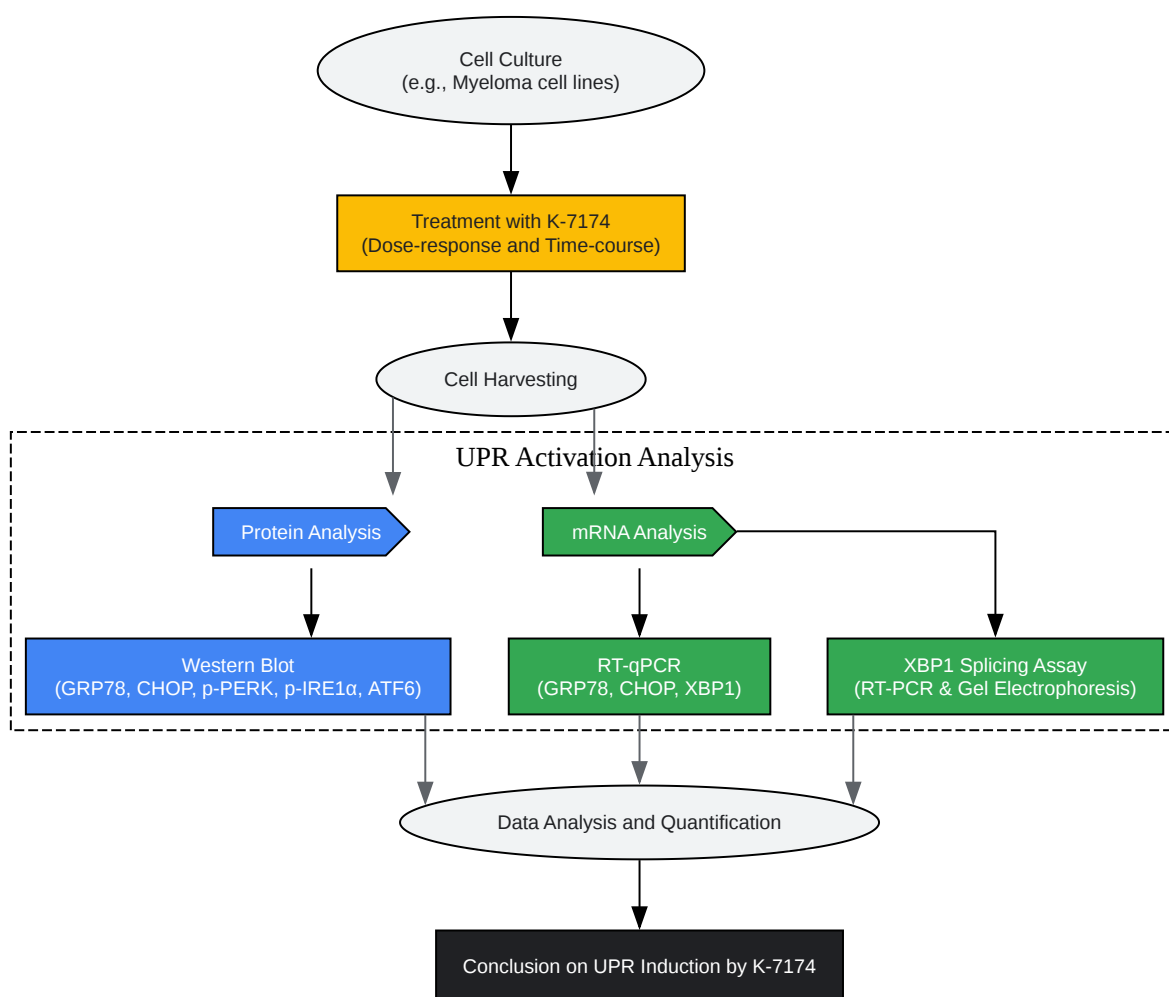 Cell Culture
(e.g., Myeloma cell lines)
Treatment with K-7174
(Dose-response and Time-course)
Cell Harvesting
UPR Activation Analysis
Protein Analysis
mRNA Analysis
Western Blot
(GRP78, CHOP, p-PERK, p-IRE1α, ATF6)
RT-qPCR
(GRP78, CHOP, XBP1)
XBP1 Splicing Assay
(RT-PCR & Gel Electrophoresis)
Data Analysis and Quantification
Conclusion on UPR Induction by K-7174